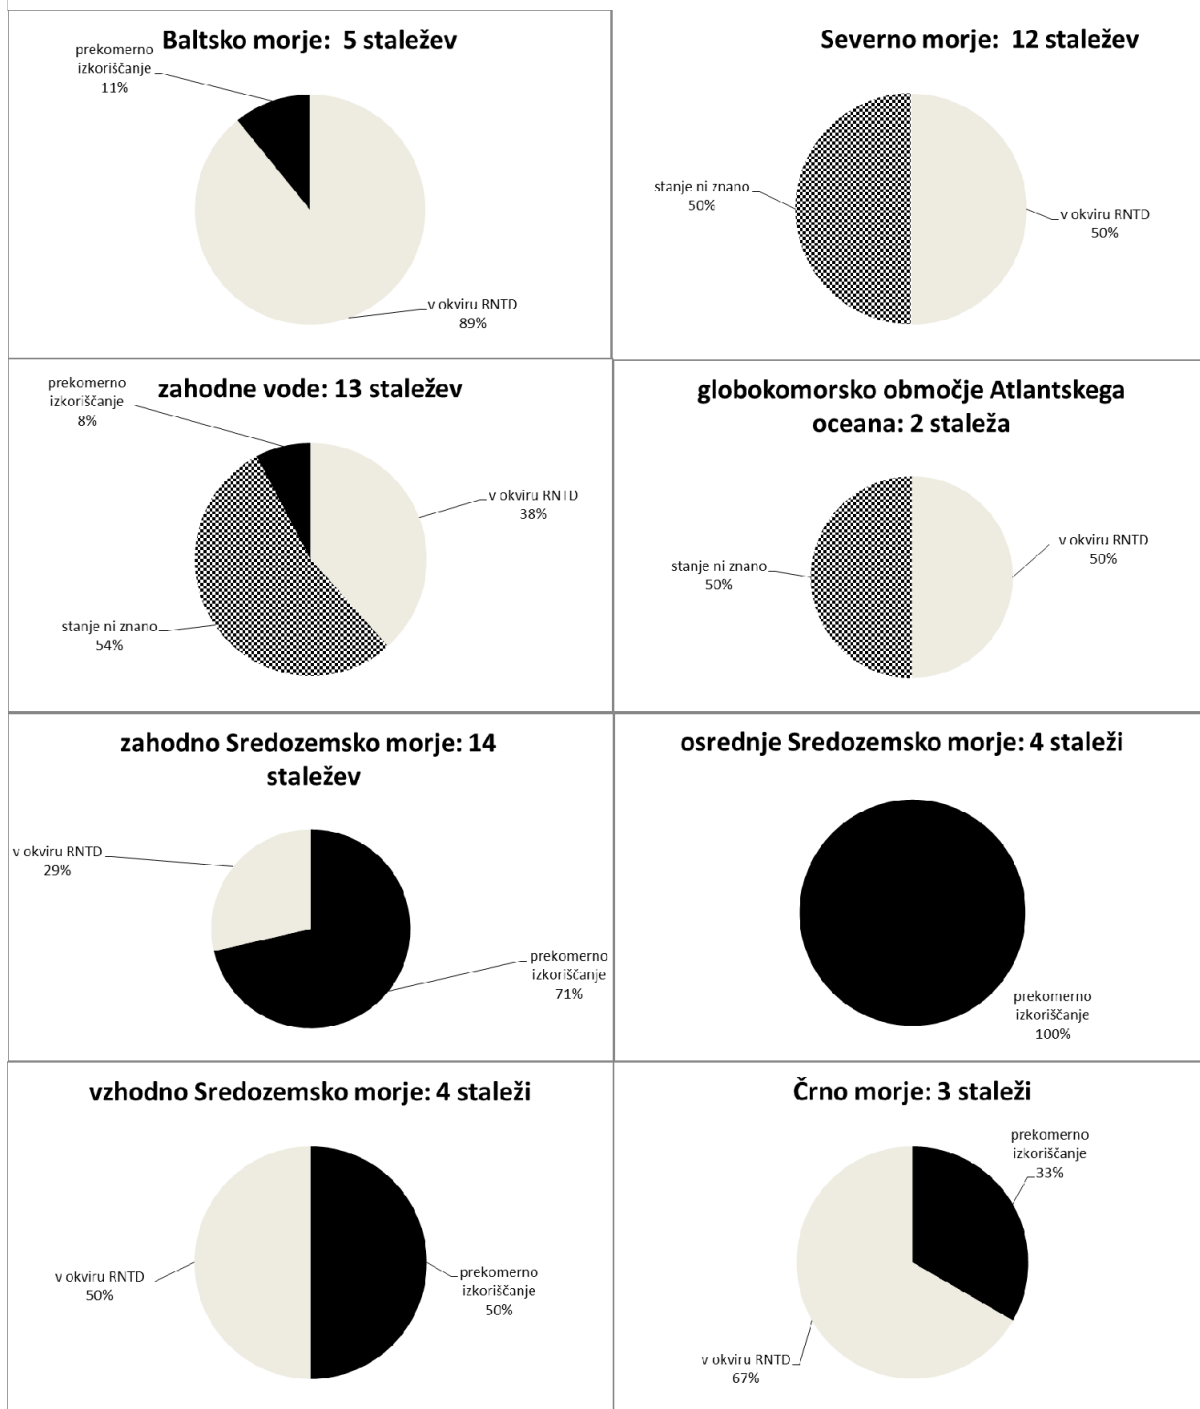 Baltsko morje: 5 staležev
prekomerno
izkoriščanje
11%
v okviru RNTD
89%
Severno morje: 12 staležev
stanje ni znano
50%
v okviru RNTD
50%
zahodne vode: 13 staležev
prekomerno
izkoriščanje
8%
v okviru RNTD
38%
stanje ni znano
54%
globokomorsko območje Atlantskega
oceana: 2 staleža
v okviru RNTD
50%
stanje ni znano
50%
zahodno Sredozemsko morje: 14
staležev
v okviru RNTD
29%
prekomerno
izkoriščanje
71%
osrednje Sredozemsko morje: 4 staleži
prekomerno
izkoriščanje
100%
vzhodno Sredozemsko morje: 4 staleži
v okviru RNTD
50%
prekomerno
izkoriščanje
50%
Črno morje: 3 staleži
prekomerno
izkoriščanje
33%
v okviru RNTD
67%